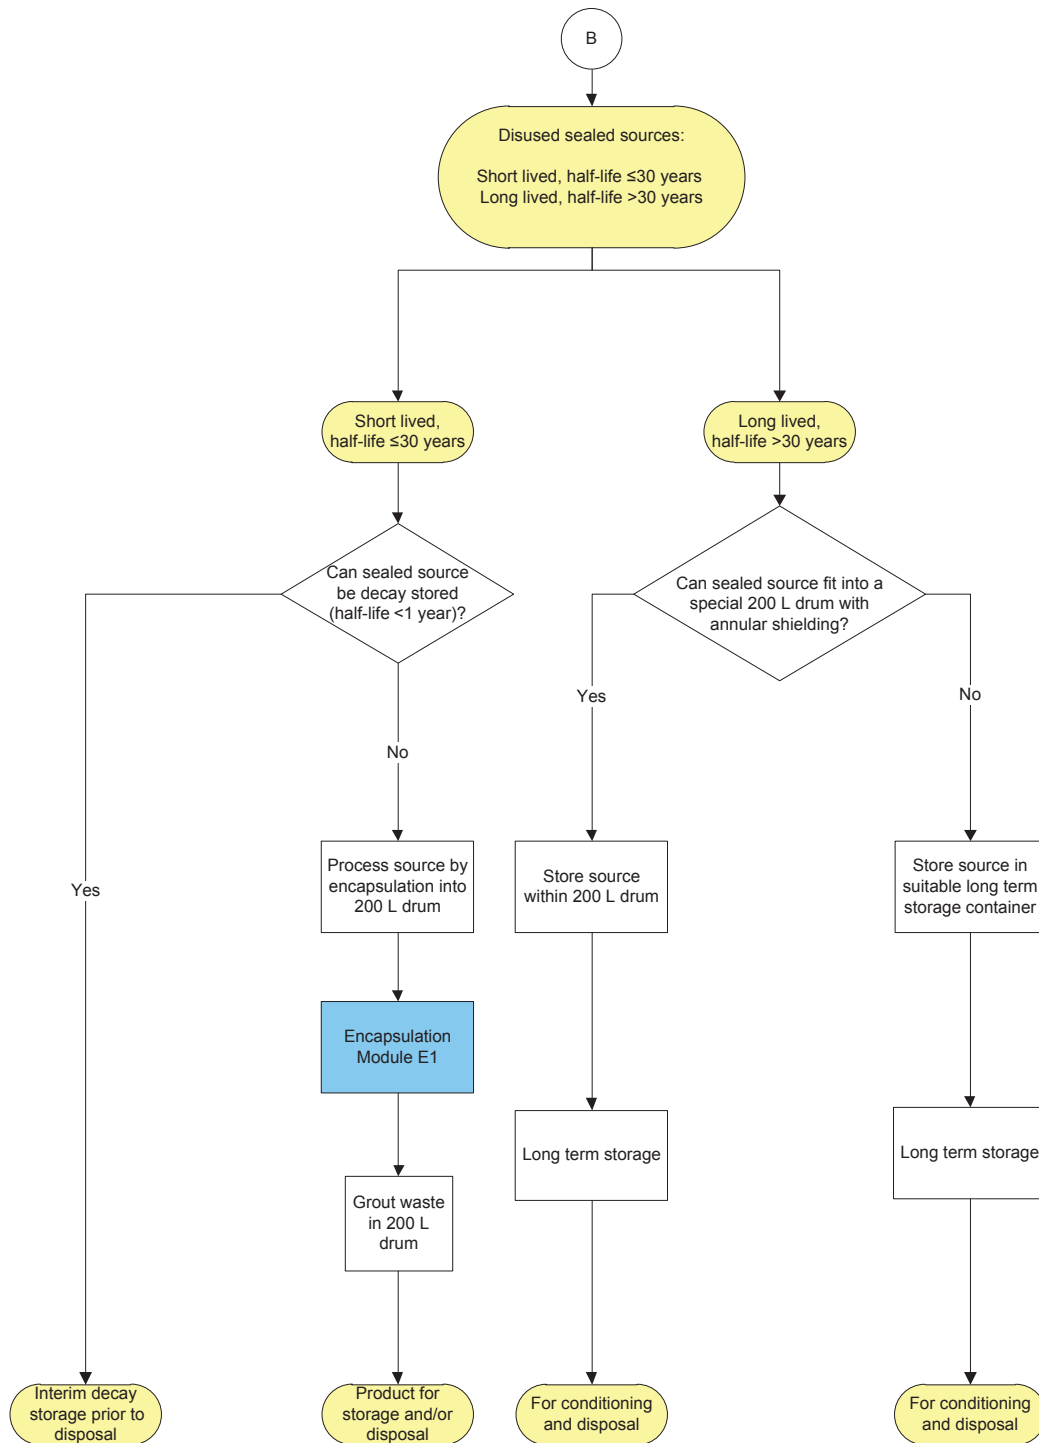 B
Disused sealed sources:
Short lived, half-life ≤30 years
Long lived, half-life >30 years
Short lived,
half-life ≤30 years
Long lived,
half-life >30 years
Can sealed source
be decay stored
(half-life <1 year)?
Can sealed source fit into a
special 200 L drum with
annular shielding?
Yes
No
No
Yes
Process source by
encapsulation into
200 L drum
Store source
within 200 L drum
Store source in
suitable long term
storage container
Encapsulation
Module E1
Long term storage
Long term storage
Grout waste
in 200 L
drum
Interim decay
storage prior to
disposal
Product for
storage and/or
disposal
For conditioning
and disposal
For conditioning
and disposal